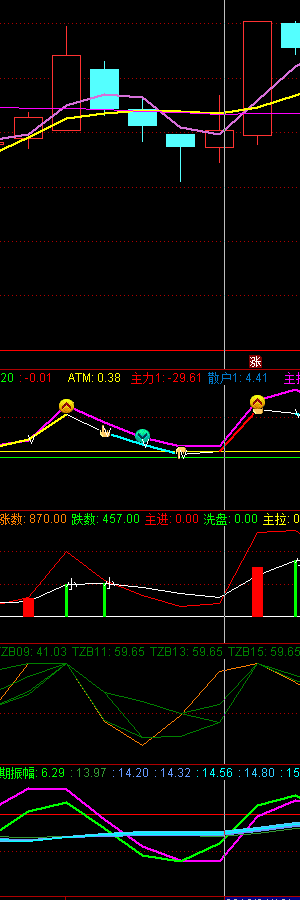 涨
20 : -0.01 ATM: 0.38 主力1: -29.61 散户1: 4.41 主
小 小
涨数: 870.00 跌数: 457.00 主进: 0.00 洗盘: 0.00 主拉: 0
TZB09: 41.03 TZB11: 59.65 TZB13: 59.65 TZB15: 59.65
期振幅: 6.29 : 13.97 : 14.20 : 14.32 : 14.56 : 14.80 : 15